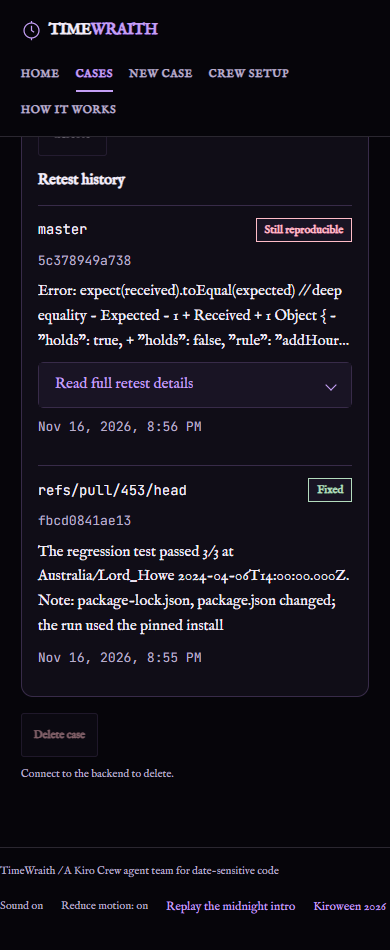 TIMEWRAITH
HOME CASES NEW CASE CREW SETUP
HOW IT WORKS
Retest history
master Still reproducible
5c378949a738
Error: expect(received).toEqual(expected) // deep
equality - Expected - 1 + Received + 1 Object { -
"holds": true, + "holds": false, "rule": "addHour...
Read full retest details
Nov 16, 2026, 8:56 PM
refs/pull/453/head Fixed
fbcd0841ae13
The regression test passed 3/3 at
Australia/Lord_Howe 2024-04-06T14:00:00.000Z.
Note: package-lock.json, package.json changed;
the run used the pinned install
Nov 16, 2026, 8:55 PM
Delete case
Connect to the backend to delete.
TimeWraith / A Kiro Crew agent team for date-sensitive code
Sound on Reduce motion: on Replay the midnight intro Kiroween 2026